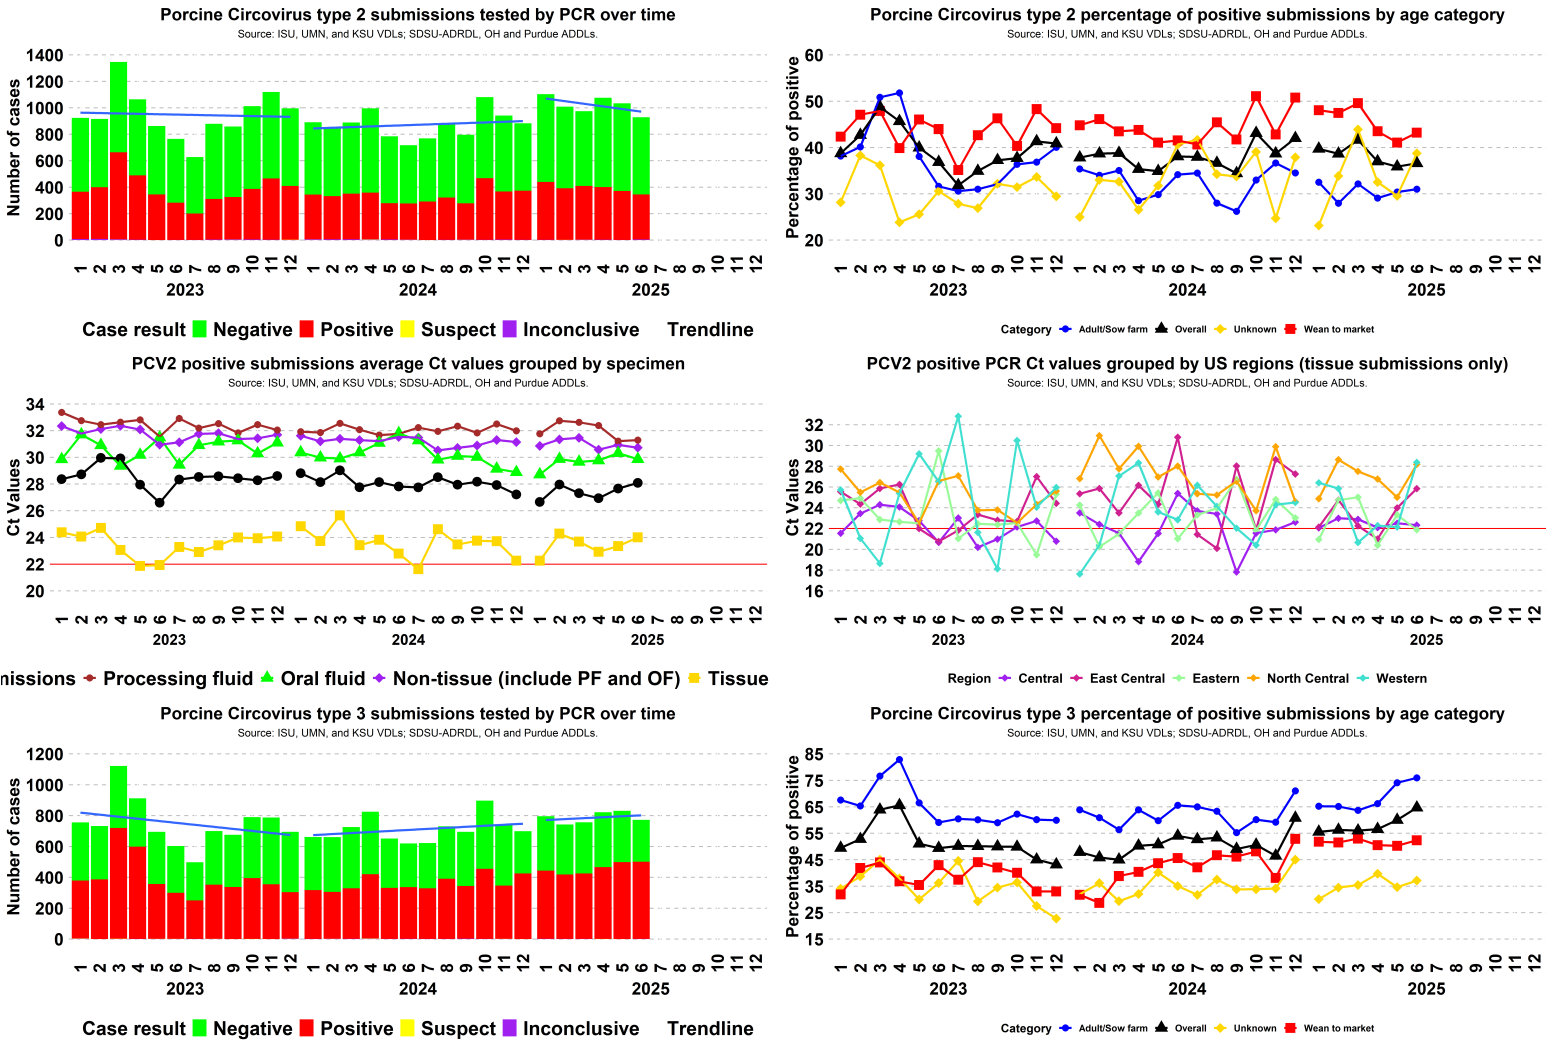 Porcine Circovirus type 2 submissions tested by PCR over time
Source: ISU, UMN, and KSU VDLs; SDSU-ADRDL, OH and Purdue ADDLs.
Number of cases
1400
1200
1000
800
600
400
200
0
1 2 3 4 5 6 7 8 9 10 11 12 1 2 3 4 5 6 7 8 9 10 11 12 1 2 3 4 5 6 7 8 9 10 11 12
2023 2024 2025
Case result Negative Positive Suspect Inconclusive Trendline
Porcine Circovirus type 2 percentage of positive submissions by age category
Source: ISU, UMN, and KSU VDLs; SDSU-ADRDL, OH and Purdue ADDLs.
Percentage of positive
60
50
40
30
20
1 2 3 4 5 6 7 8 9 10 11 12 1 2 3 4 5 6 7 8 9 10 11 12 1 2 3 4 5 6 7 8 9 10 11 12
2023 2024 2025
Category Adult/Sow farm Overall Unknown Wean to market
PCV2 positive submissions average Ct values grouped by specimen
Source: ISU, UMN, and KSU VDLs; SDSU-ADRDL, OH and Purdue ADDLs.
Ct Values
34
32
30
28
26
24
22
20
1 2 3 4 5 6 7 8 9 10 11 12 1 2 3 4 5 6 7 8 9 10 11 12 1 2 3 4 5 6 7 8 9 10 11 12
2023 2024 2025
missions Processing fluid Oral fluid Non-tissue (include PF and OF) Tissue
PCV2 positive PCR Ct values grouped by US regions (tissue submissions only)
Source: ISU, UMN, and KSU VDLs; SDSU-ADRDL, OH and Purdue ADDLs.
Ct Values
32
30
28
26
24
22
20
18
16
1 2 3 4 5 6 7 8 9 10 11 12 1 2 3 4 5 6 7 8 9 10 11 12 1 2 3 4 5 6 7 8 9 10 11 12
2023 2024 2025
Region Central East Central Eastern North Central Western
Porcine Circovirus type 3 submissions tested by PCR over time
Source: ISU, UMN, and KSU VDLs; SDSU-ADRDL, OH and Purdue ADDLs.
Number of cases
1200
1000
800
600
400
200
0
1 2 3 4 5 6 7 8 9 10 11 12 1 2 3 4 5 6 7 8 9 10 11 12 1 2 3 4 5 6 7 8 9 10 11 12
2023 2024 2025
Case result Negative Positive Suspect Inconclusive Trendline
Porcine Circovirus type 3 percentage of positive submissions by age category
Source: ISU, UMN, and KSU VDLs; SDSU-ADRDL, OH and Purdue ADDLs.
Percentage of positive
85
75
65
55
45
35
25
15
1 2 3 4 5 6 7 8 9 10 11 12 1 2 3 4 5 6 7 8 9 10 11 12 1 2 3 4 5 6 7 8 9 10 11 12
2023 2024 2025
Category Adult/Sow farm Overall Unknown Wean to market